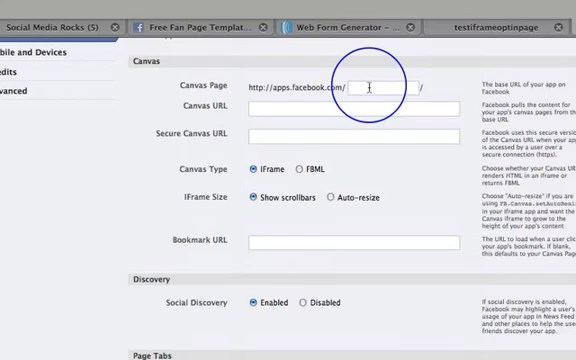 Social Media Rocks (5)
Free Fan Page Templat...
Web Form Generator – ...
testiframeoptinpage
bile and Devices
edits
vanced
Canvas
Canvas Page
http://apps.facebook.com/
/
The base URL of your app on
Facebook
Canvas URL
Facebook pulls the content for
your app's canvas pages from the
base URL
Secure Canvas URL
Facebook uses this secure version
of the Canvas URL when your app
is accessed by a user over a
secure connection (https).
Canvas Type
IFrame
FBML
Choose whether your Canvas URL
renders HTML in an iframe or
returns FBML
IFrame Size
Show scrollbars
Auto-resize
Choose "Auto-resize" if you are
using FB.Canvas.setAutoResi
in your iframe app and want the
Canvas iframe to grow to the
height of your app's content
Bookmark URL
The URL to load when a user click
your app's bookmark. If blank,
this defaults to your Canvas Page
Discovery
Social Discovery
Enabled
Disabled
If social discovery is enabled,
Facebook may highlight a user's
usage of your app in News Feed
and other places to help the user
friends discover your app.
Page Tabs